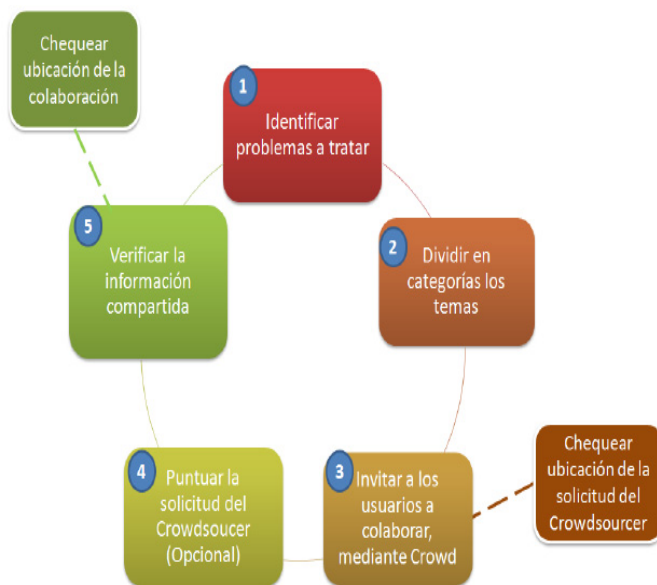 Chequear
ubicación de la
colaboración
1
Identificar
problemas a tratar
2
Dividir en
categorías los
temas
Chequear
ubicación de la
solicitud del
Crowdsourcer
3
Invitar a los
usuarios a
colaborar,
mediante Crowd
4
Puntuar la
solicitud del
Crowdsoucer
(Opcional)
5
Verificar la
información
compartida